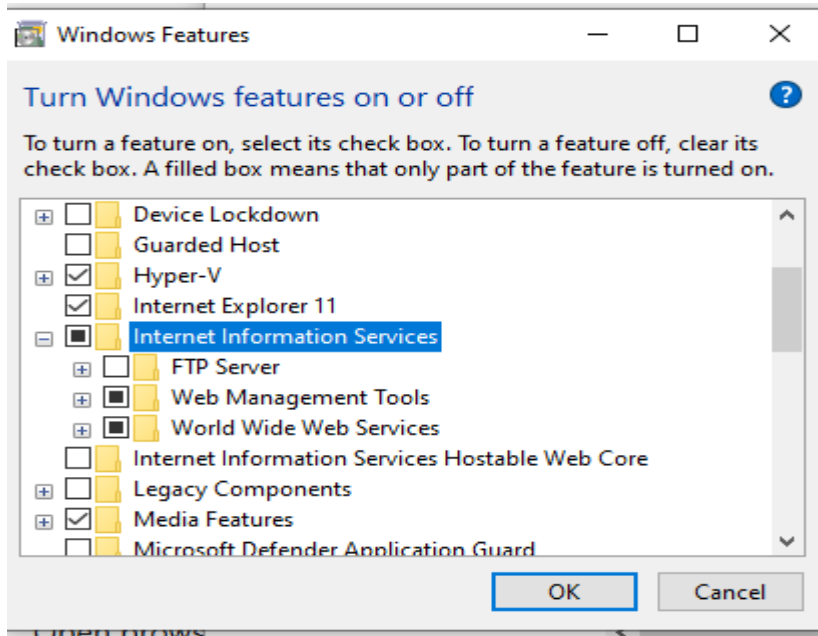 Windows Features
Turn Windows features on or off
?
To turn a feature on, select its check box. To turn a feature off, clear its
check box. A filled box means that only part of the feature is turned on.
Device Lockdown
Guarded Host
Hyper-V
Internet Explorer 11
Internet Information Services
FTP Server
Web Management Tools
World Wide Web Services
Internet Information Services Hostable Web Core
Legacy Components
Media Features
Microsoft Defender Application Guard
OK Cancel